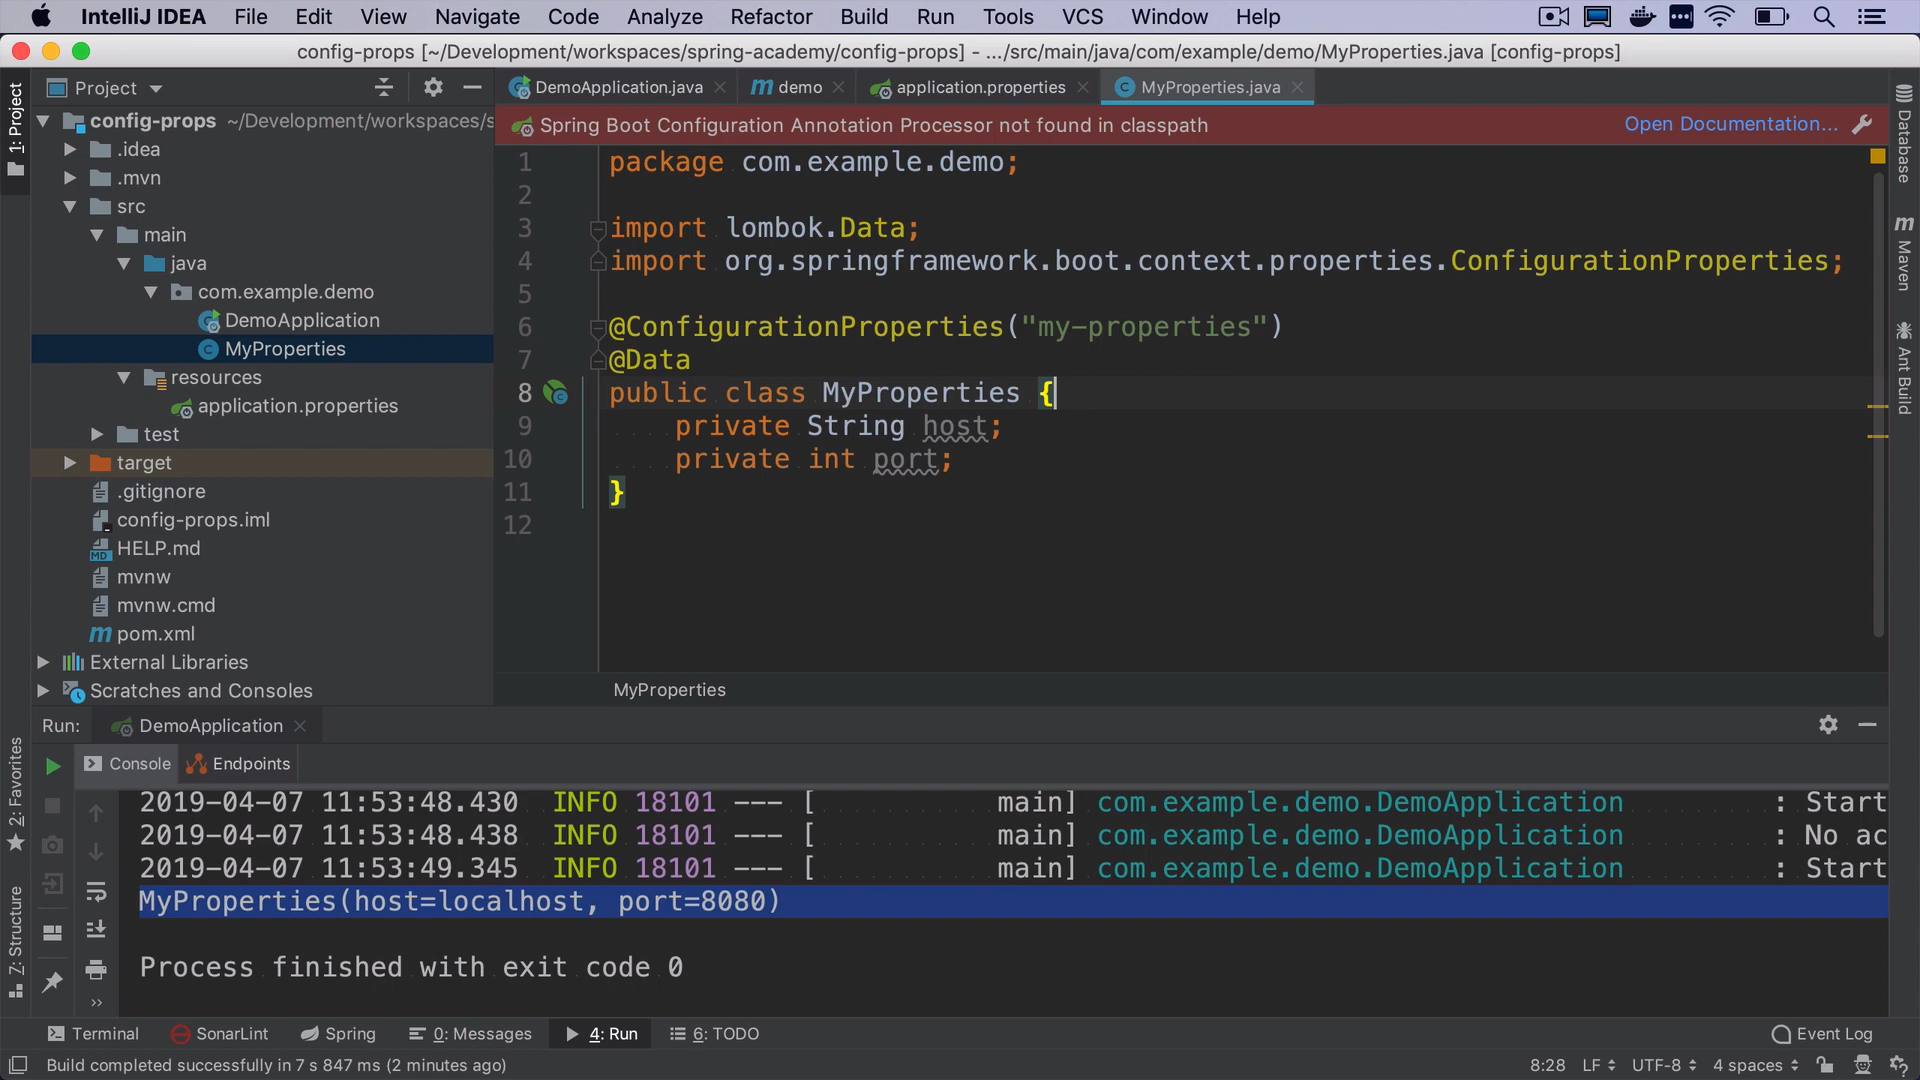 IntelliJ IDEA File Edit View Navigate Code Analyze Refactor Build Run Tools VCS Window Help
config-props [~/Development/workspaces/spring-academy/config-props] - .../src/main/java/com/example/demo/MyProperties.java [config-props]
1: Project
Project
DemoApplication.java
demo
application.properties
MyProperties.java
config-props ~/Development/workspaces/s
.idea
.mvn
src
main
java
com.example.demo
DemoApplication
MyProperties
resources
application.properties
test
target
.gitignore
config-props.iml
HELP.md
mvnw
mvnw.cmd
pom.xml
External Libraries
Scratches and Consoles
Spring Boot Configuration Annotation Processor not found in classpath
Open Documentation...
1 package com.example.demo;
2
3 import lombok.Data;
4 import org.springframework.boot.context.properties.ConfigurationProperties;
5
6 @ConfigurationProperties("my-properties")
7 @Data
8 public class MyProperties {
9 private String host;
10 private int port;
11 }
12
MyProperties
Database
Maven
Ant Build
Run: DemoApplication
Console Endpoints
2019-04-07 11:53:48.430 INFO 18101 --- [ main] com.example.demo.DemoApplication : Start
2019-04-07 11:53:48.438 INFO 18101 --- [ main] com.example.demo.DemoApplication : No ac
2019-04-07 11:53:49.345 INFO 18101 --- [ main] com.example.demo.DemoApplication : Start
MyProperties(host=localhost, port=8080)
Process finished with exit code 0
2: Favorites
Z: Structure
Terminal SonarLint Spring 0: Messages 4: Run 6: TODO Event Log
Build completed successfully in 7 s 847 ms (2 minutes ago)
8:28 LF UTF-8 4 spaces